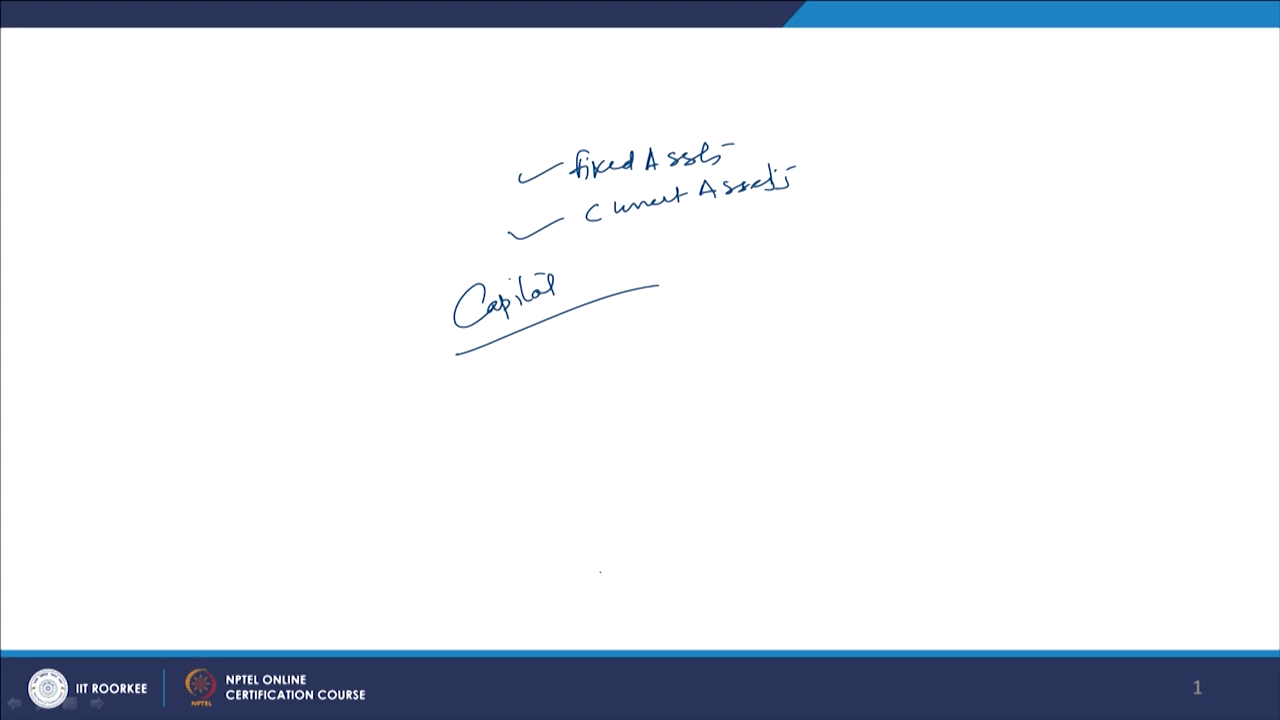 Fixed Assets
Current Assets
Capital
IIT ROORKEE
NPTEL
NPTEL ONLINE
CERTIFICATION COURSE
1